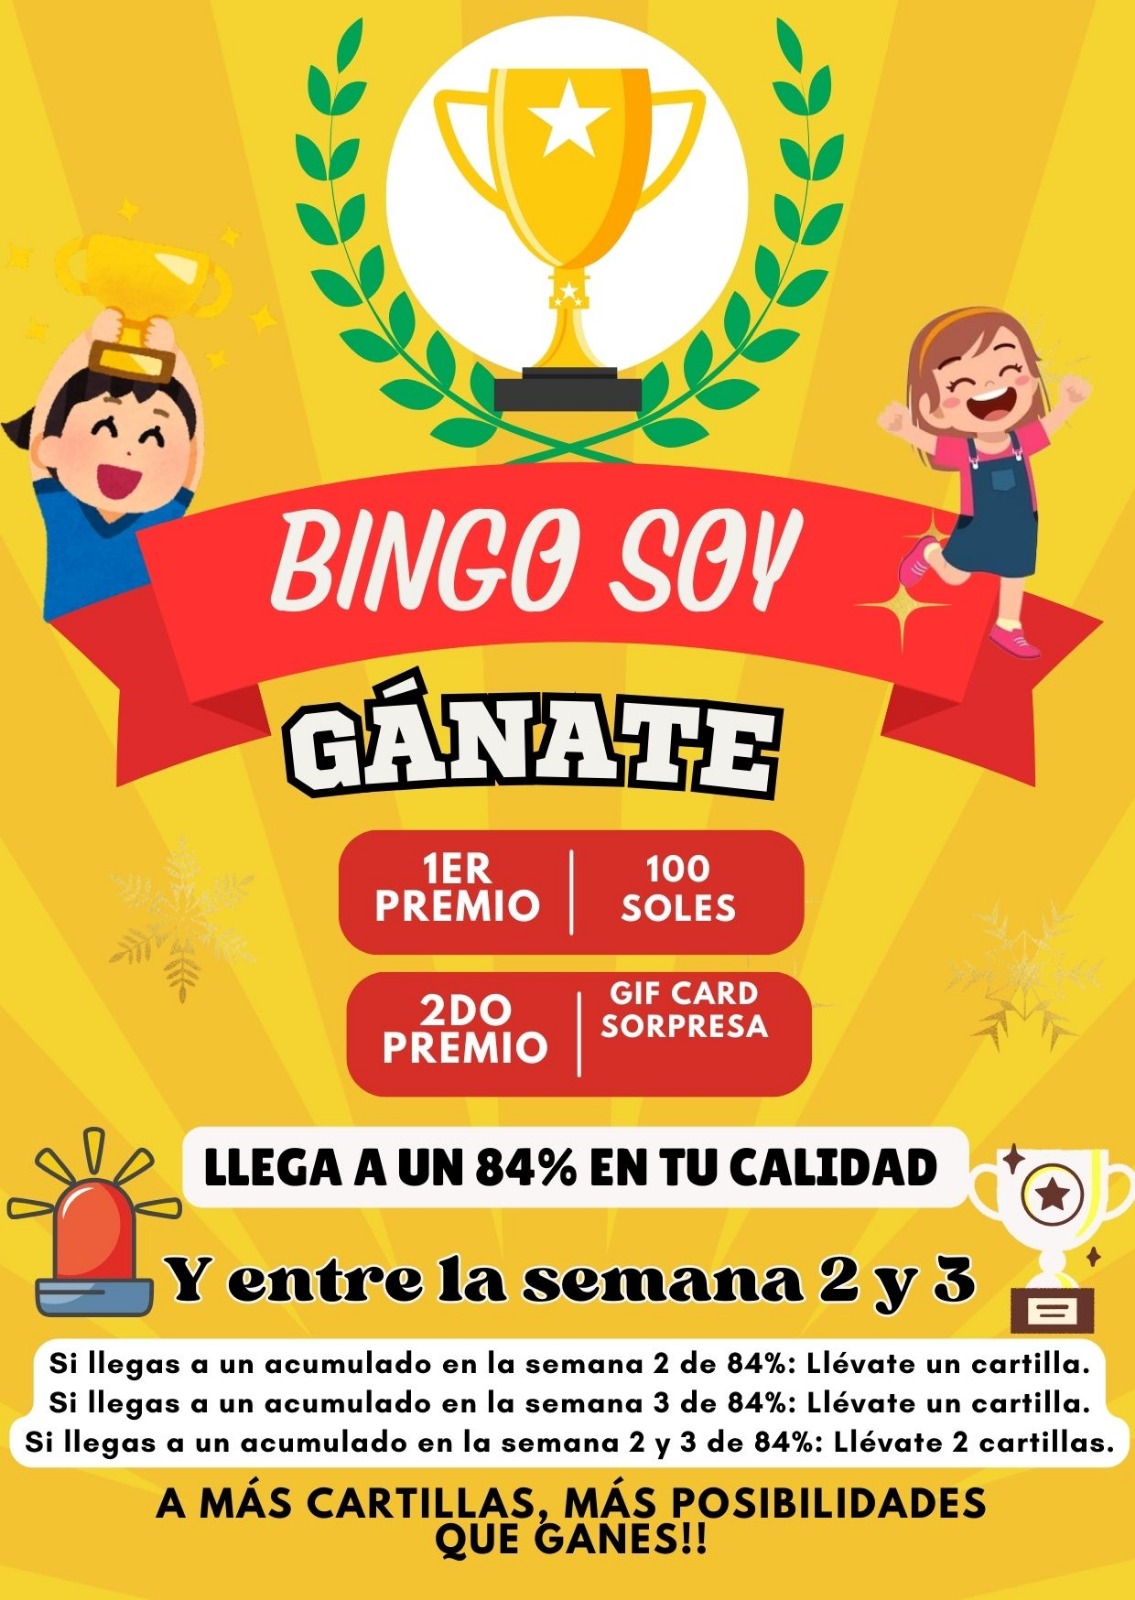 BINGO SOY
GÁNATE
1ER
PREMIO
100
SOLES
2DO
PREMIO
GIF CARD
SORPRESA
LLEGA A UN 84% EN TU CALIDAD
Y entre la semana 2 y 3
Si llegas a un acumulado en la semana 2 de 84%: Llévate un cartilla.
Si llegas a un acumulado en la semana 3 de 84%: Llévate un cartilla.
Si llegas a un acumulado en la semana 2 y 3 de 84%: Llévate 2 cartillas.
A MÁS CARTILLAS, MÁS POSIBILIDADES
QUE GANES!!